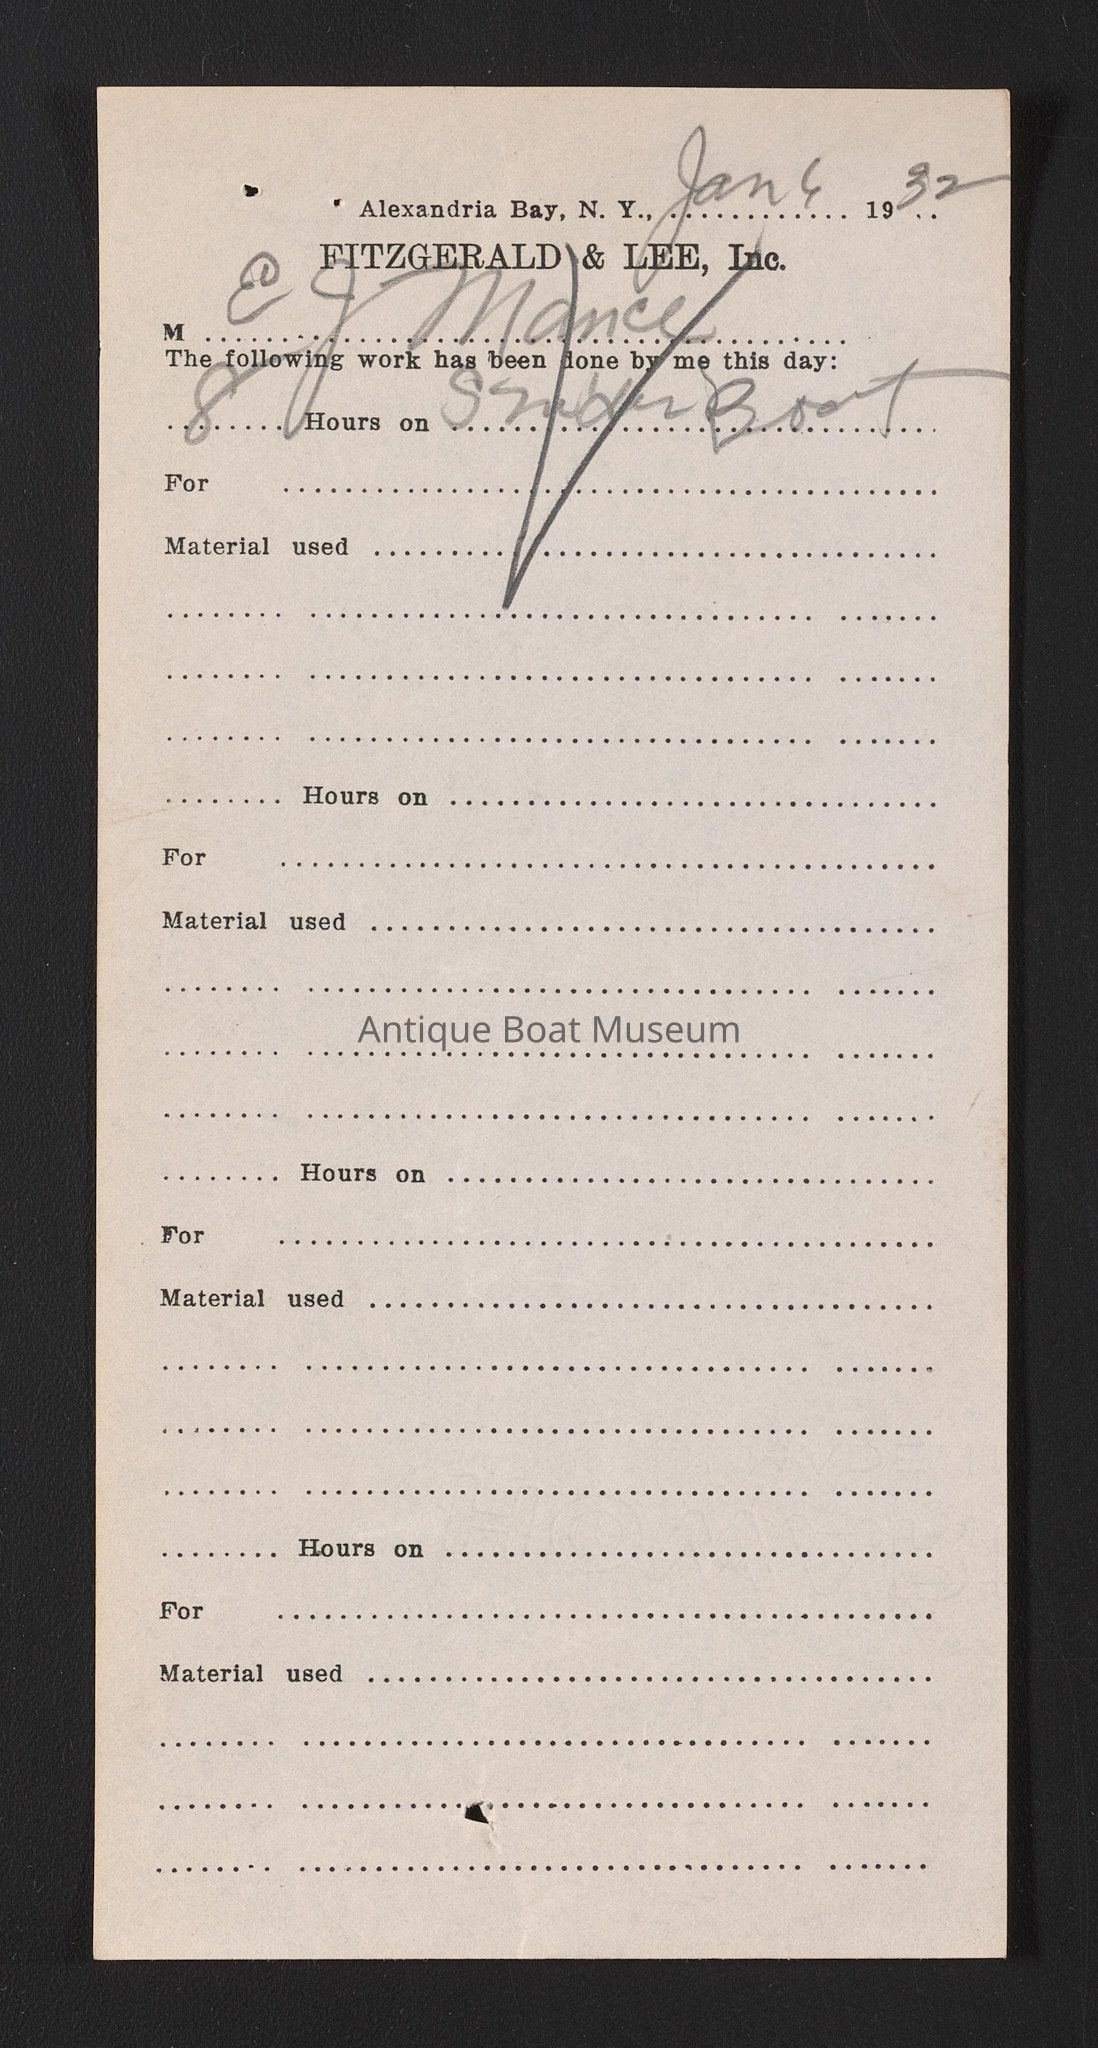 Alexandria Bay, N. Y., Jan 6 1932
FITZGERALD & LEE, Inc.
M E J Mance
The following work has been done by me this day:
8 Hours on Boat
For
Material used
Hours on
For
Material used
Antique Boat Museum
Hours on
For
Material used
Hours on
For
Material used